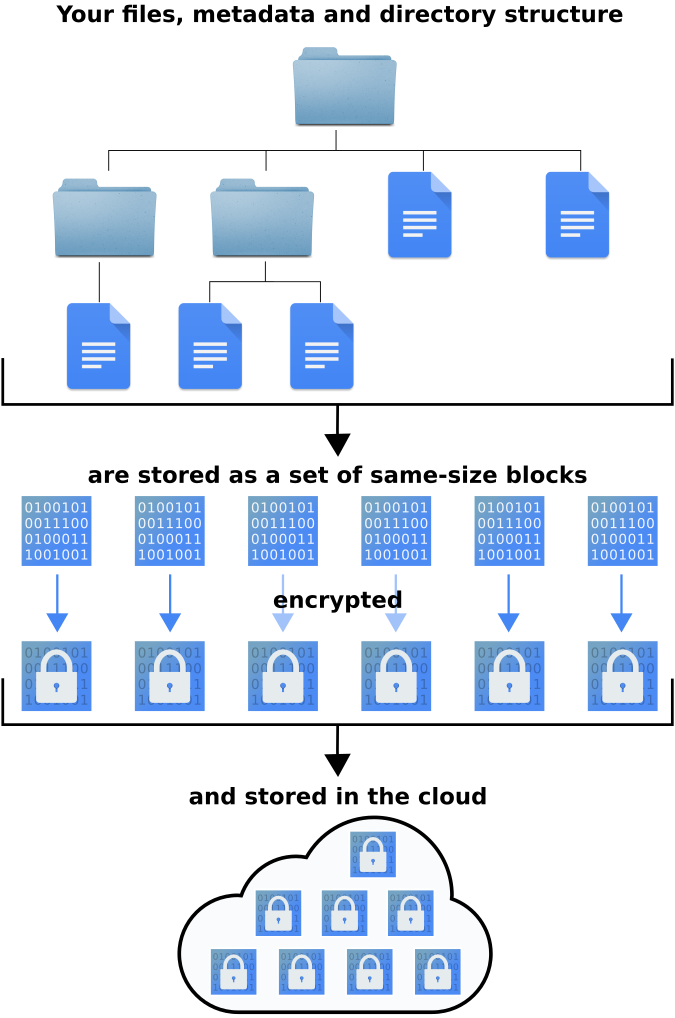 Your files, metadata and directory structure
are stored as a set of same-size blocks
0100101 0100101 0100101 0100101 0100101 0100101
0011100 0011100 0011100 0011100 0011100 0011100
0100011 0100011 0100011 0100011 0100011 0100011
1001001 1001001 1001001 1001001 1001001 1001001
encrypted
and stored in the cloud